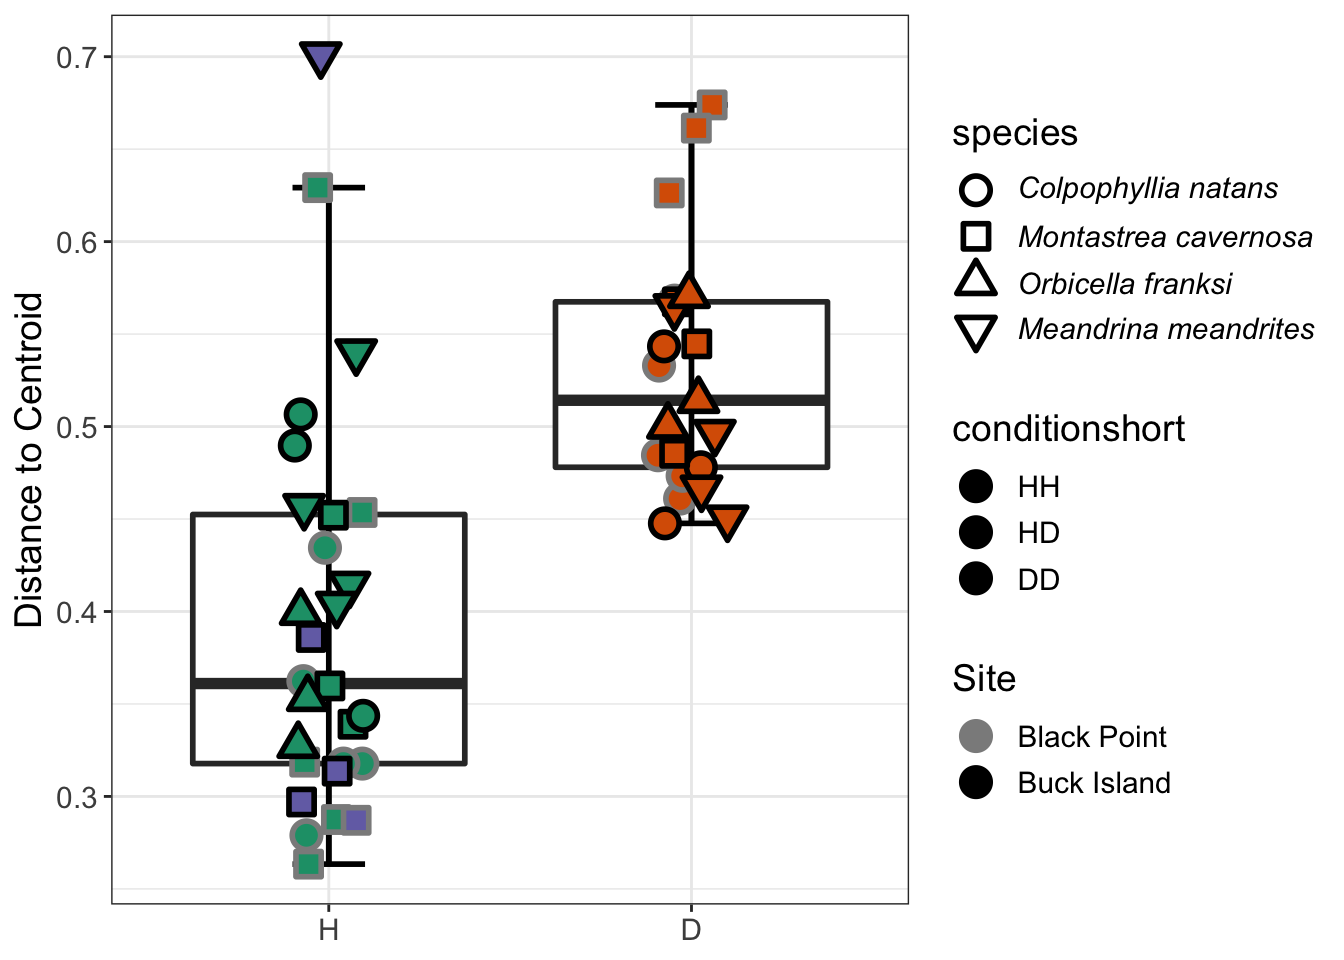 Distance to Centroid
0.7
0.6
0.5
0.4
0.3
H
D
species
Colpophyllia natans
Montastrea cavernosa
Orbicella franksi
Meandrina meandrites
conditionshort
HH
HD
DD
Site
Black Point
Buck Island